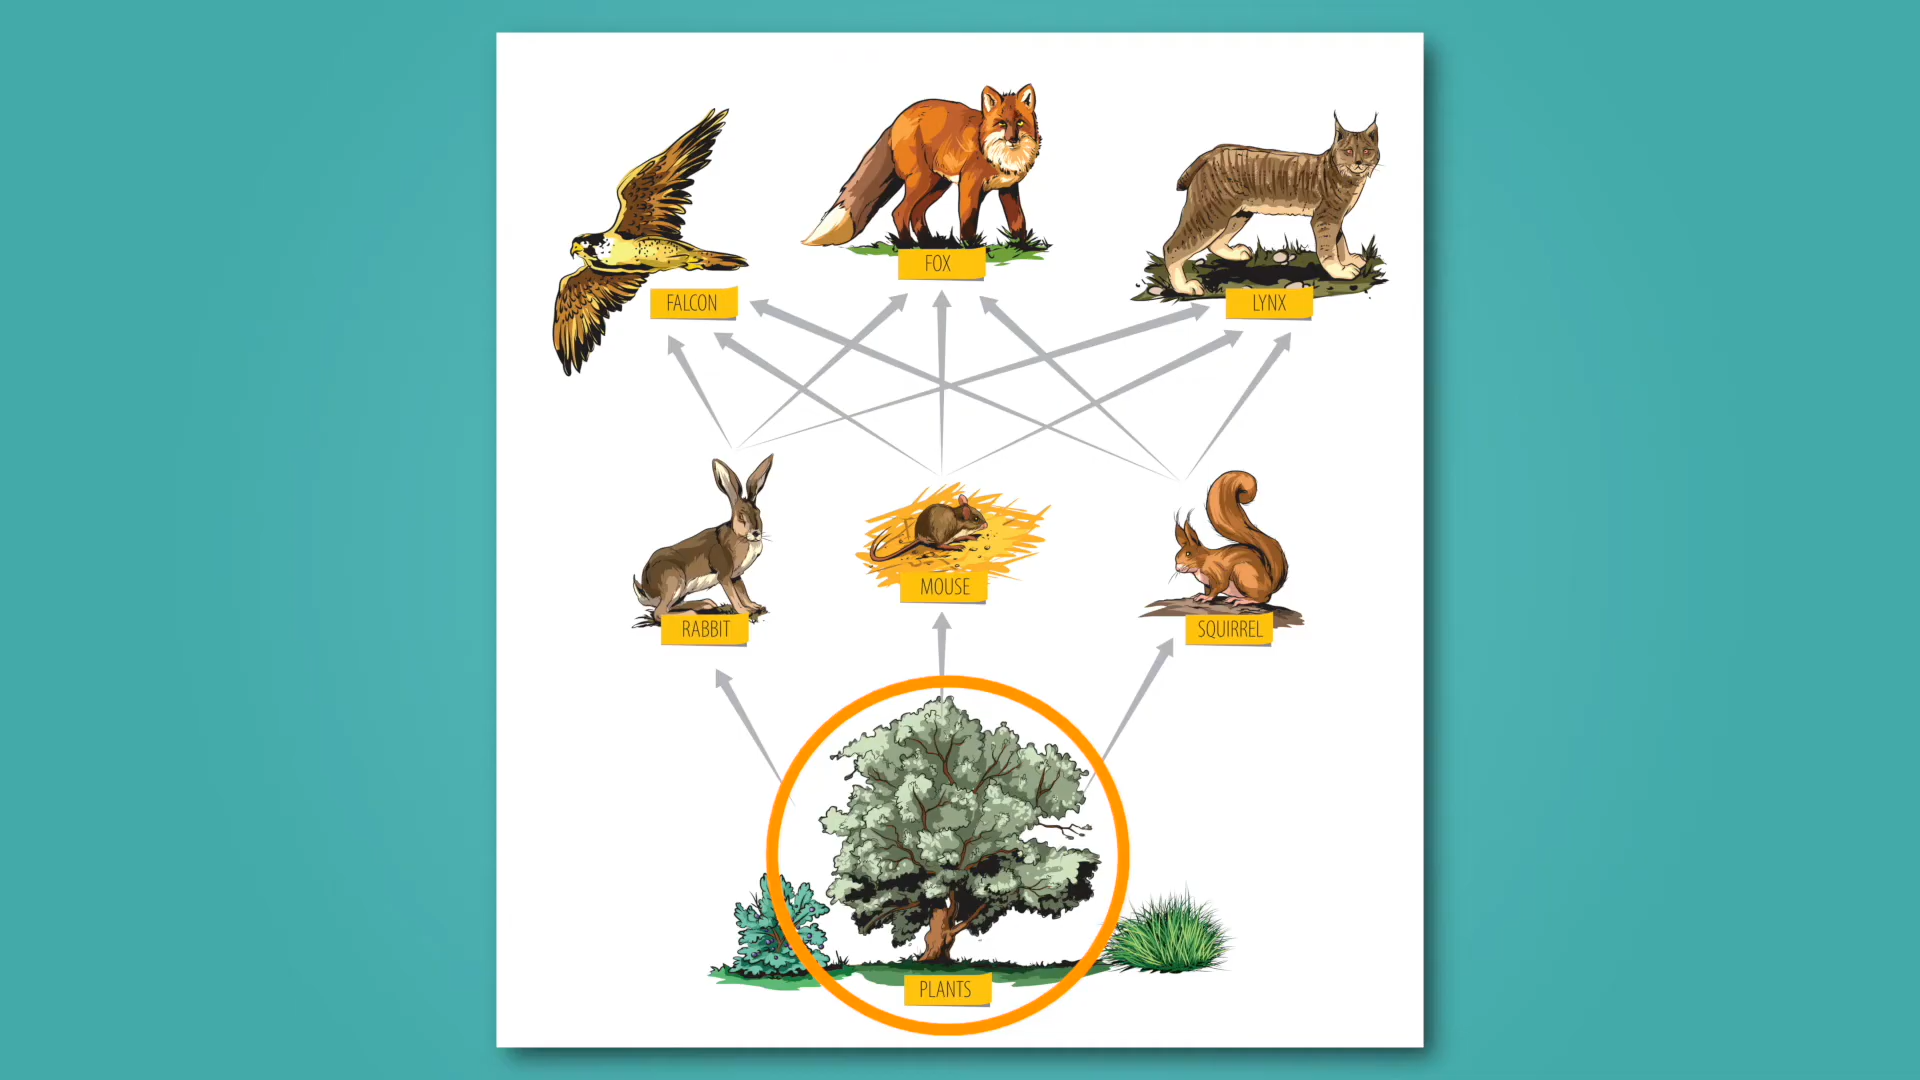 FOX
FALCON
LYNX
MOUSE
RABBIT
SQUIRREL
PLANTS